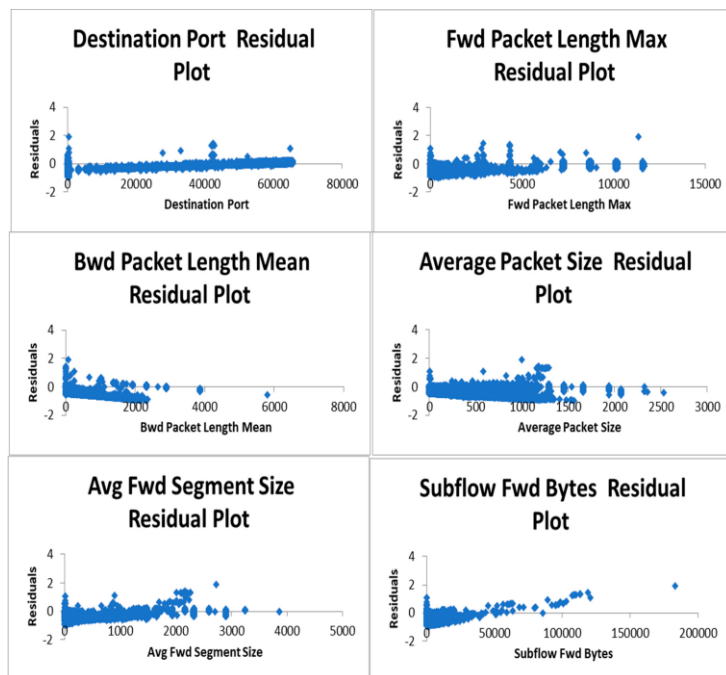 Destination Port Residual
Plot
4
2
0
-2
Residuals
0
20000
40000
60000
80000
Destination Port
Fwd Packet Length Max
Residual Plot
4
2
0
-2
Residuals
0
5000
10000
15000
Fwd Packet Length Max
Bwd Packet Length Mean
Residual Plot
4
2
0
-2
Residuals
0
2000
4000
6000
8000
Bwd Packet Length Mean
Average Packet Size Residual
Plot
4
2
0
-2
Residuals
0
500
1000
1500
2000
2500
3000
Average Packet Size
Avg Fwd Segment Size
Residual Plot
4
2
0
-2
Residuals
0
1000
2000
3000
4000
5000
Avg Fwd Segment Size
Subflow Fwd Bytes Residual
Plot
4
2
0
-2
Residuals
0
50000
100000
150000
200000
Subflow Fwd Bytes